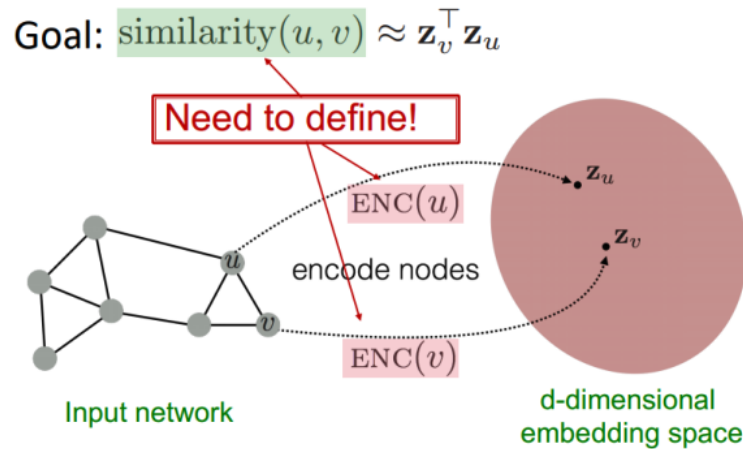 Goal: similarity(u, v) ≈ z_v^⊤ z_u
Need to define!
z_u
ENC(u)
z_v
u
encode nodes
v
ENC(v)
Input network
d-dimensional
embedding space